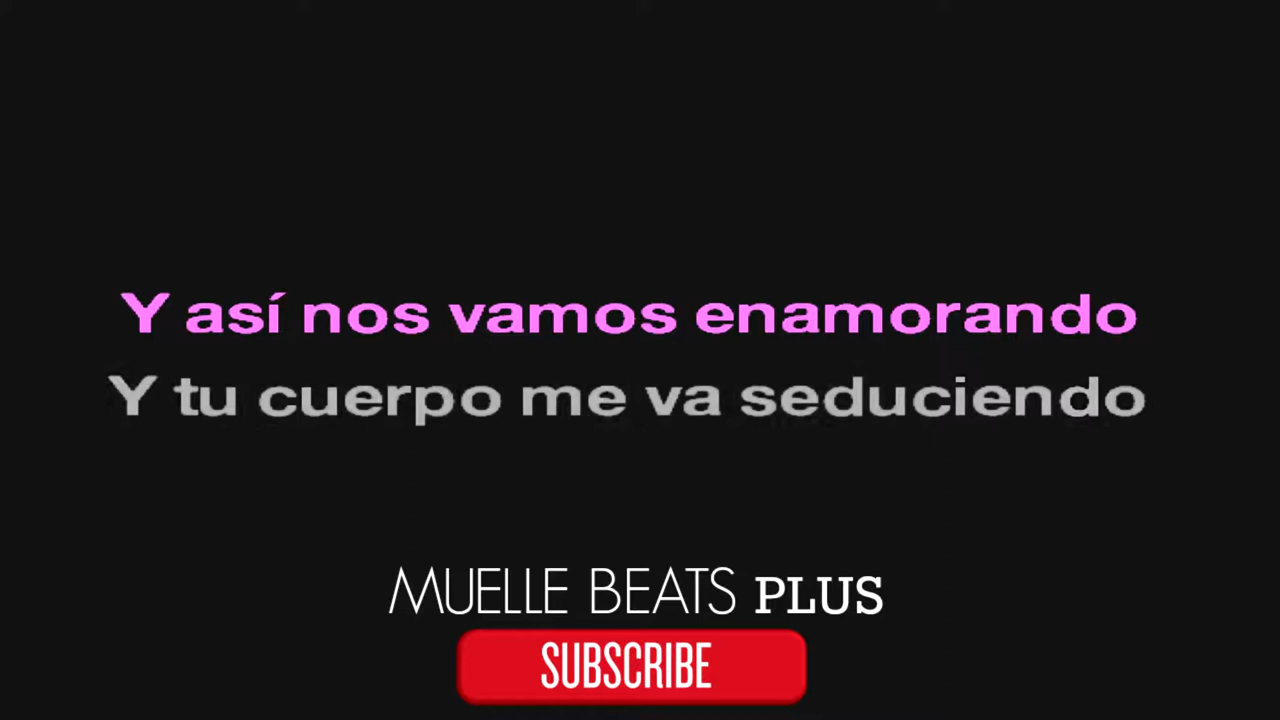 Y así nos vamos enamorando
Y tu cuerpo me va seduciendo
MUELLE BEATS PLUS
SUBSCRIBE